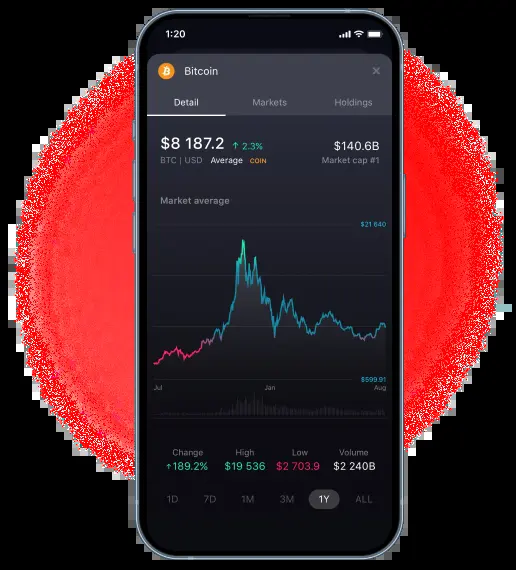 1:20
Bitcoin
Detail Markets Holdings
$8 187.2 ↑ 2.3% $140.6B
BTC | USD Average COIN Market cap #1
Market average
$21 640
$599.91
Jul Jan Aug
Change High Low Volume
↑189.2% $19 536 $2 703.9 $2 240B
1D 7D 1M 3M 1Y ALL